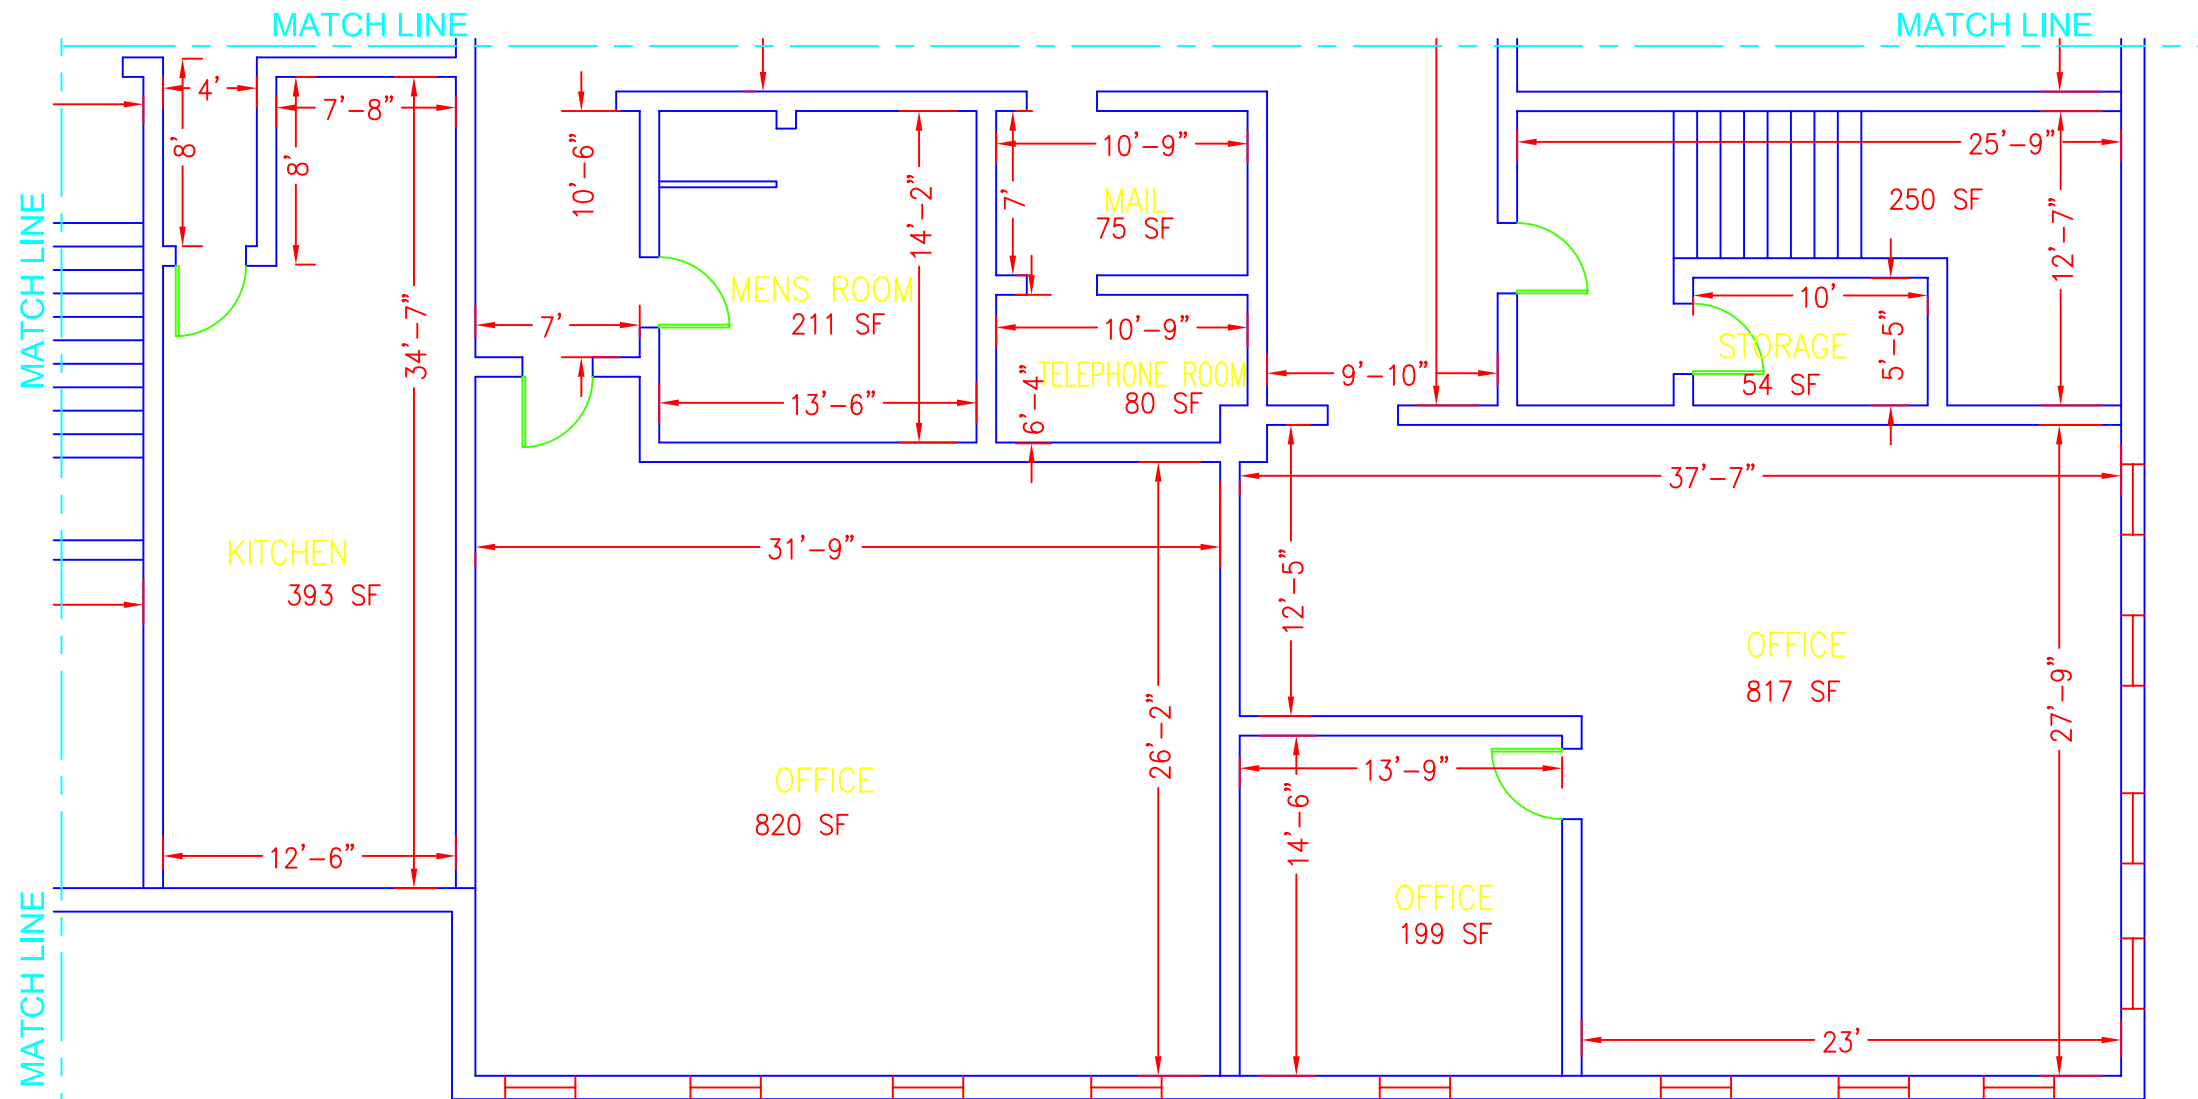 MATCH LINE
MATCH LINE
4'
7'-8"
8'
8'
10'-6"
14'-2"
7'
10'-9"
MAIL
75 SF
25'-9"
250 SF
12'-7"
MATCH LINE
34'-7"
7'
MENS ROOM
211 SF
13'-6"
10'-9"
TELEPHONE ROOM
80 SF
6'-4"
9'-10"
10'
STORAGE
54 SF
5'-5"
37'-7"
KITCHEN
393 SF
31'-9"
12'-5"
OFFICE
817 SF
27'-9"
26'-2"
OFFICE
820 SF
13'-9"
14'-6"
12'-6"
OFFICE
199 SF
MATCH LINE
23'